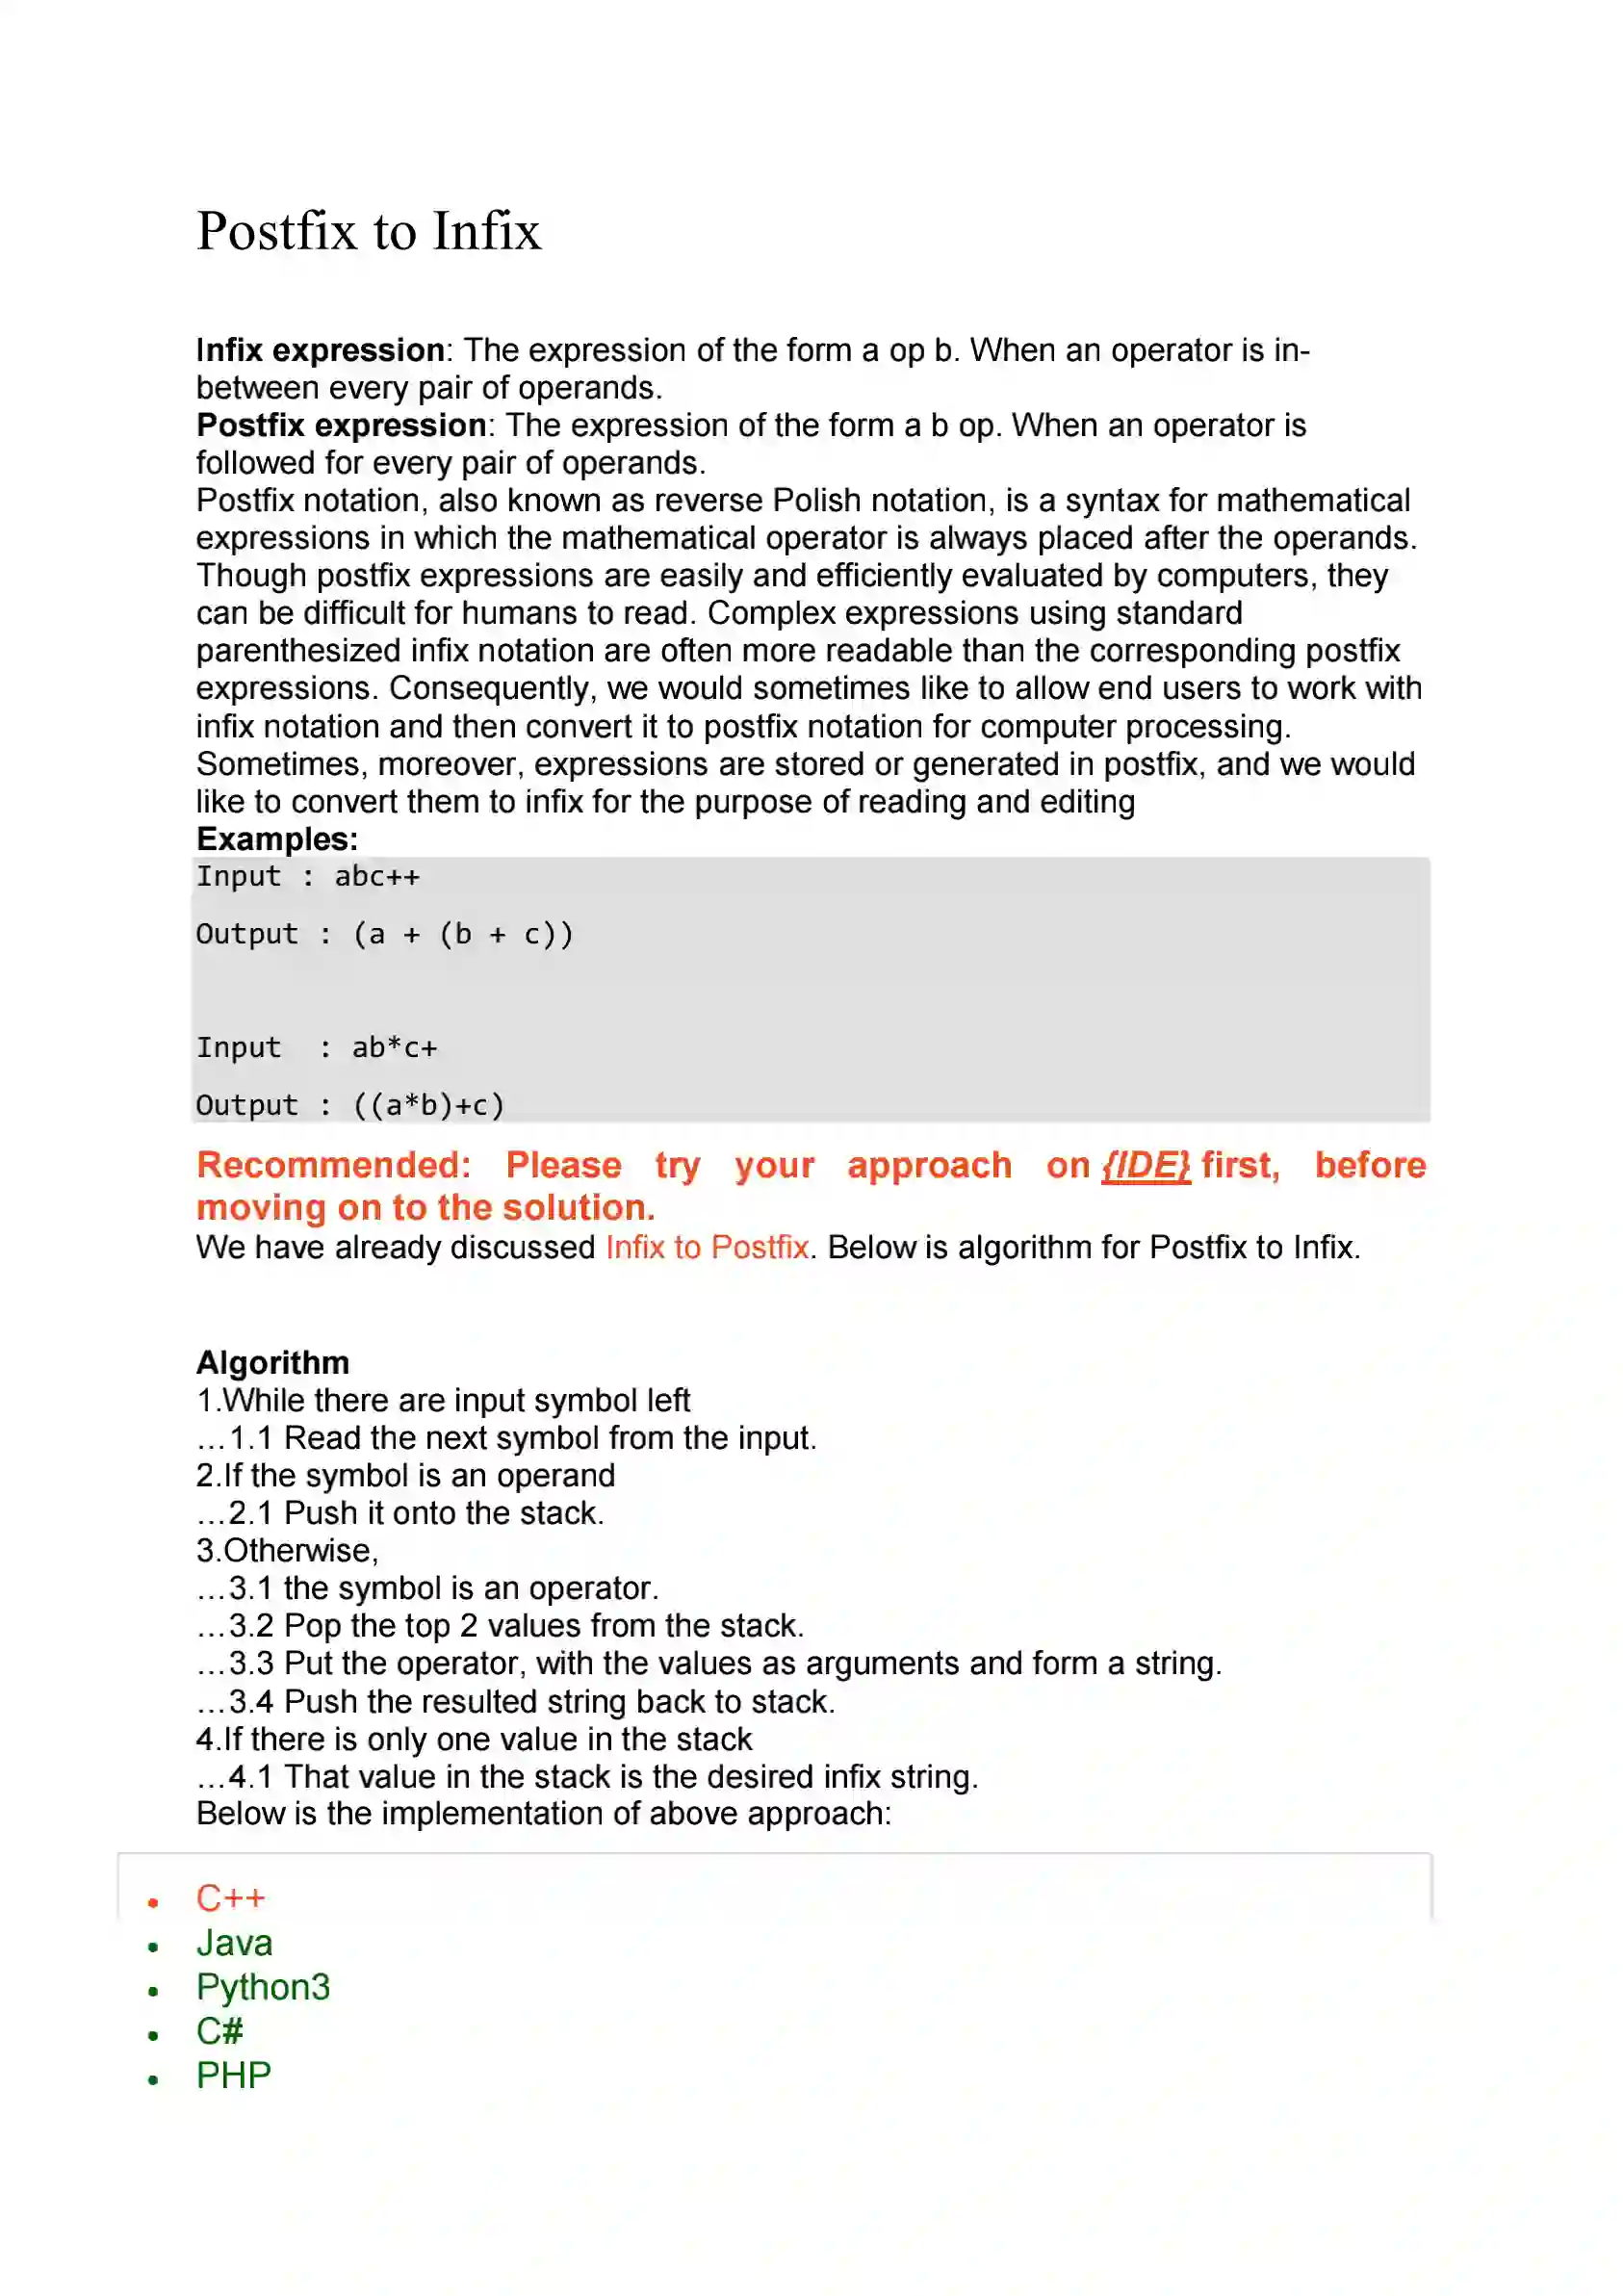 Postfix to Infix
Infix expression: The expression of the form a op b. When an operator is in-
between every pair of operands.
Postfix expression: The expression of the form a b op. When an operator is
followed for every pair of operands.
Postfix notation, also known as reverse Polish notation, is a syntax for mathematical
expressions in which the mathematical operator is always placed after the operands.
Though postfix expressions are easily and efficiently evaluated by computers, they
can be difficult for humans to read. Complex expressions using standard
parenthesized infix notation are often more readable than the corresponding postfix
expressions. Consequently, we would sometimes like to allow end users to work with
infix notation and then convert it to postfix notation for computer processing.
Sometimes, moreover, expressions are stored or generated in postfix, and we would
like to convert them to infix for the purpose of reading and editing
Examples:
Input : abc++
Output : (a + (b + c))
Input  : ab*c+
Output : ((a*b)+c)
Recommended: Please try your approach on {IDE} first, before
moving on to the solution.
We have already discussed Infix to Postfix. Below is algorithm for Postfix to Infix.
Algorithm
1.While there are input symbol left
…1.1 Read the next symbol from the input.
2.If the symbol is an operand
…2.1 Push it onto the stack.
3.Otherwise,
…3.1 the symbol is an operator.
…3.2 Pop the top 2 values from the stack.
…3.3 Put the operator, with the values as arguments and form a string.
…3.4 Push the resulted string back to stack.
4.If there is only one value in the stack
…4.1 That value in the stack is the desired infix string.
Below is the implementation of above approach:
• C++
• Java
• Python3
• C#
• PHP